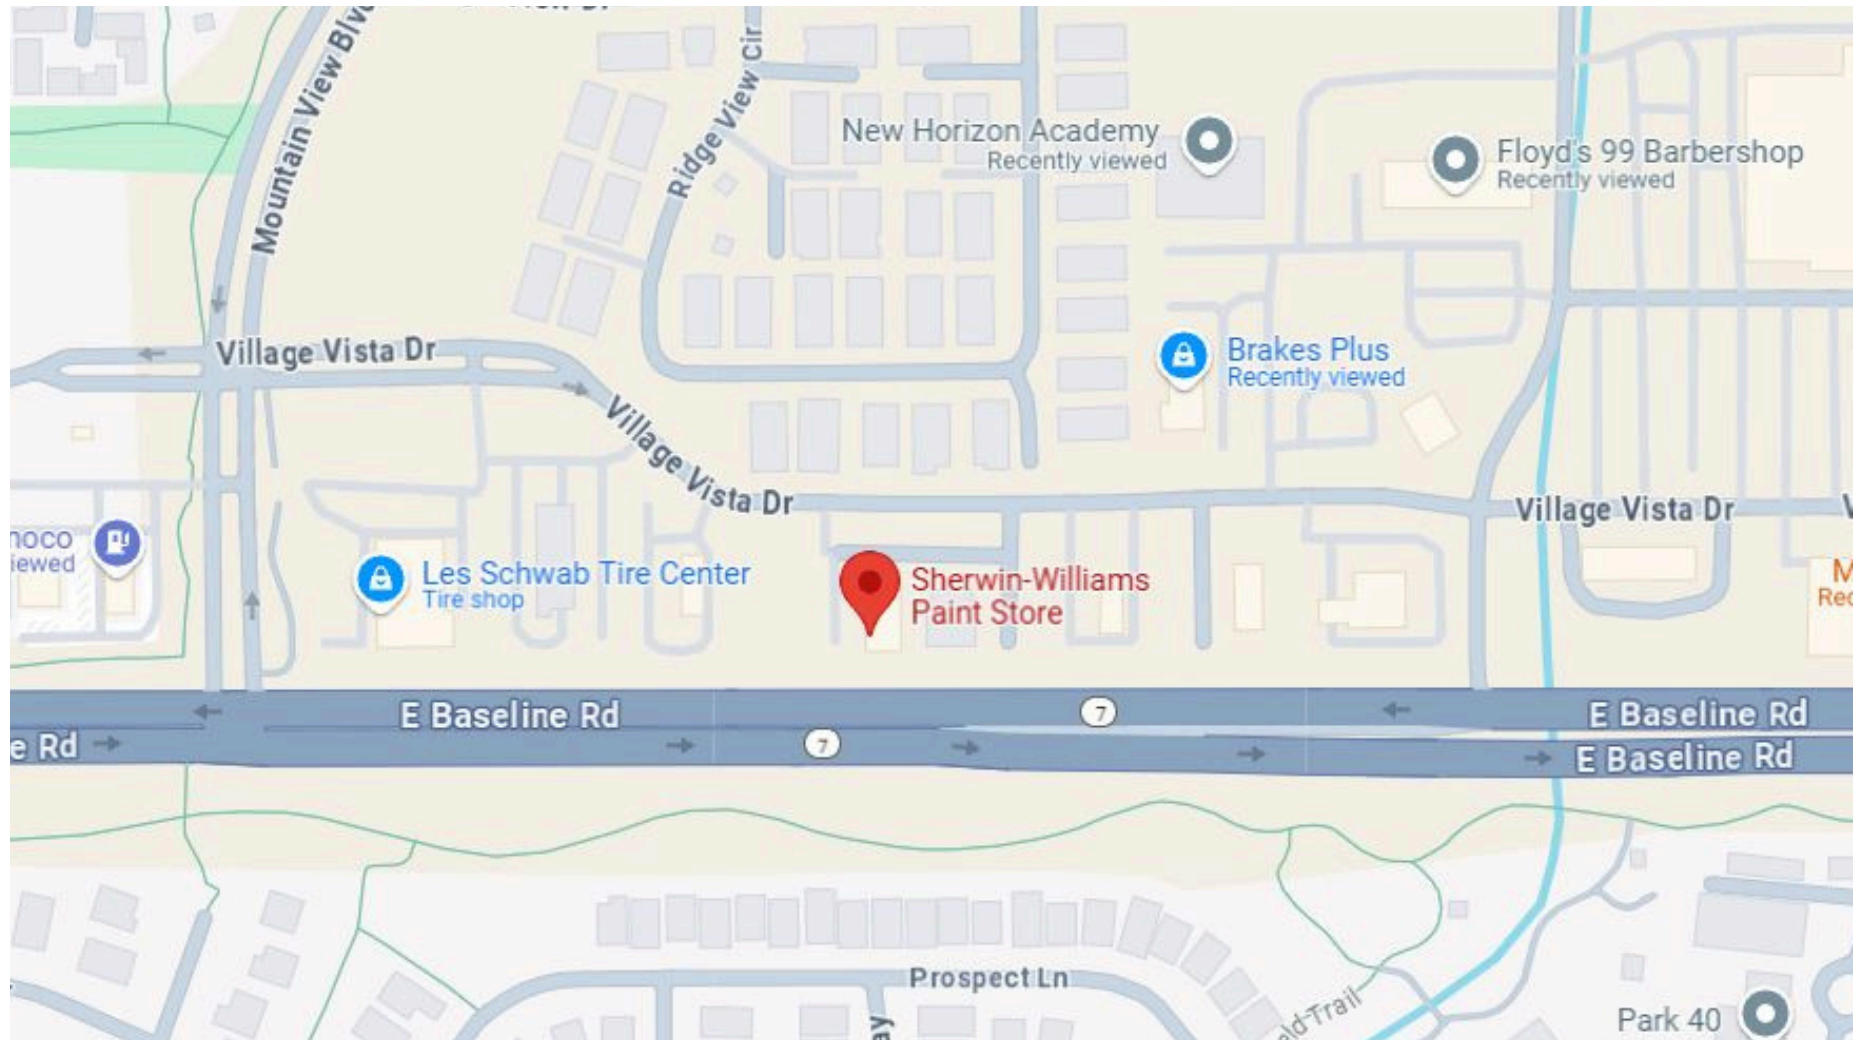 Mountain View Blvd
Ridge View Cir
New Horizon Academy
Recently viewed
Floyd's 99 Barbershop
Recently viewed
Village Vista Dr
Brakes Plus
Recently viewed
Village Vista Dr
Village Vista Dr
Les Schwab Tire Center
Tire shop
Sherwin-Williams
Paint Store
E Baseline Rd
7
E Baseline Rd
e Rd
7
E Baseline Rd
Prospect Ln
Park 40